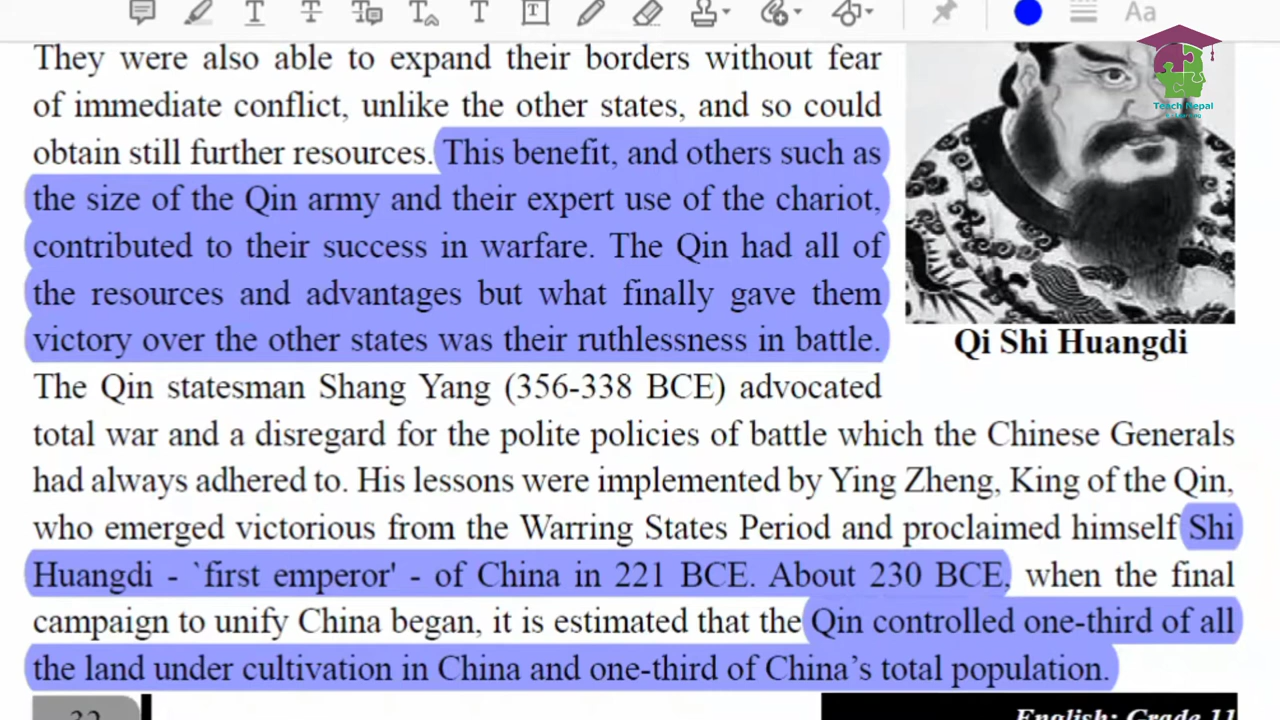 They were also able to expand their borders without fear
of immediate conflict, unlike the other states, and so could
obtain still further resources. This benefit, and others such as
the size of the Qin army and their expert use of the chariot,
contributed to their success in warfare. The Qin had all of
the resources and advantages but what finally gave them
victory over the other states was their ruthlessness in battle.
Teach Nepal
Qi Shi Huangdi
The Qin statesman Shang Yang (356-338 BCE) advocated
total war and a disregard for the polite policies of battle which the Chinese Generals
had always adhered to. His lessons were implemented by Ying Zheng, King of the Qin,
who emerged victorious from the Warring States Period and proclaimed himself Shi
Huangdi - `first emperor' - of China in 221 BCE. About 230 BCE, when the final
campaign to unify China began, it is estimated that the Qin controlled one-third of all
the land under cultivation in China and one-third of China’s total population.
32
English: Grade 11